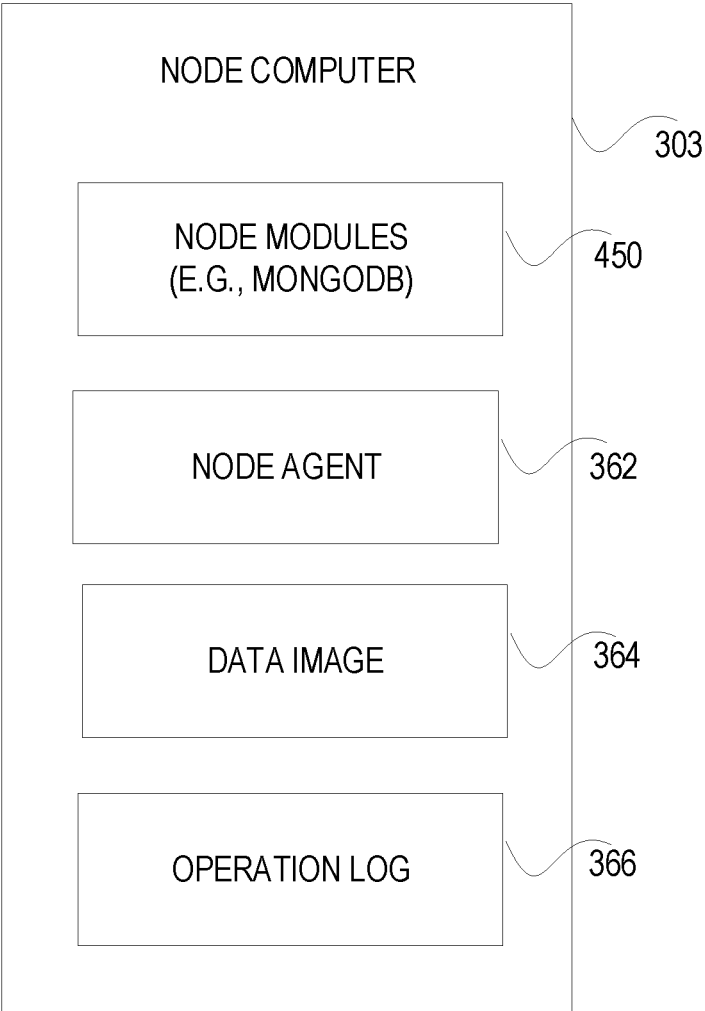 NODE COMPUTER
303
NODE MODULES
(E.G., MONGODB)
450
NODE AGENT
362
DATA IMAGE
364
OPERATION LOG
366